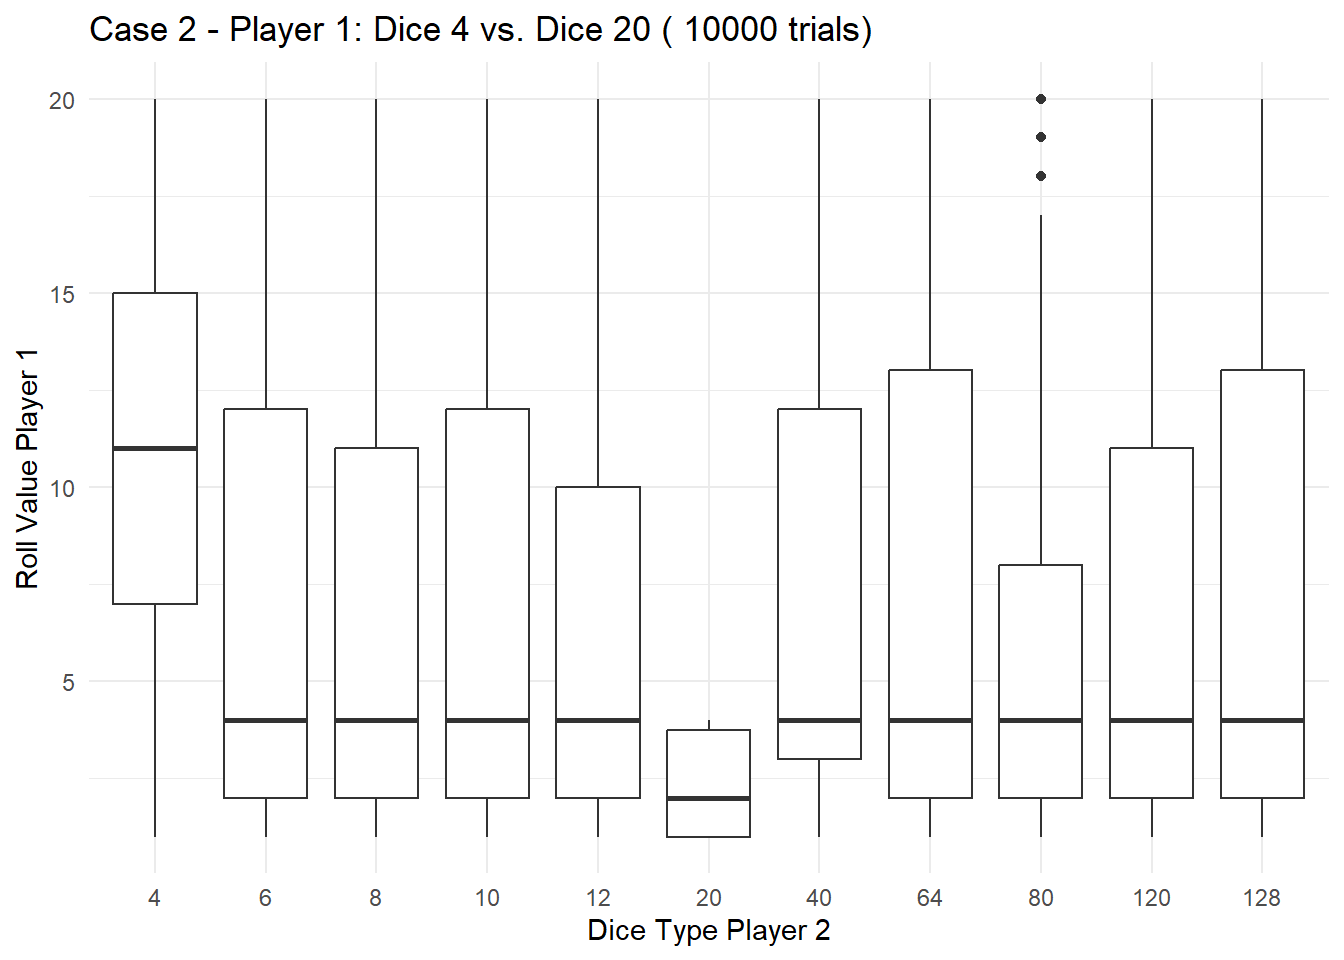 Case 2 - Player 1: Dice 4 vs. Dice 20 ( 10000 trials)
20
15
10
5
Roll Value Player 1
4 6 8 10 12 20 40 64 80 120 128
Dice Type Player 2